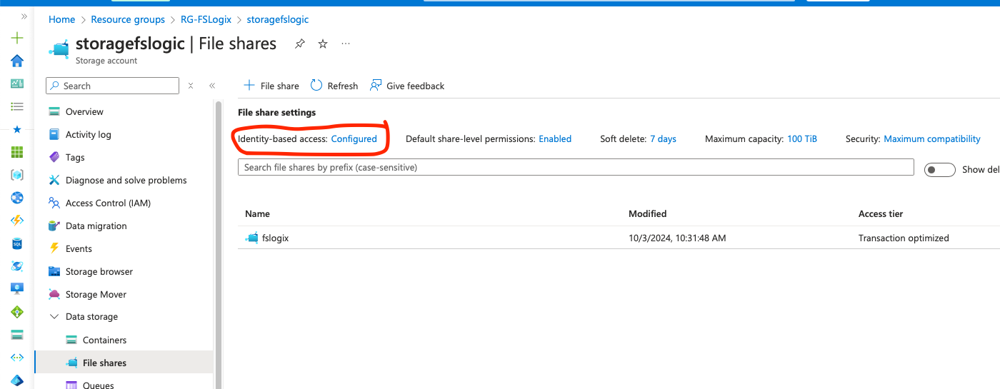 Home > Resource groups > RG-FSLogix > storagefslogic
storagefslogic | File shares
Storage account
Search
File share Refresh Give feedback
File share settings
Overview
Activity log
Identity-based access: Configured Default share-level permissions: Enabled Soft delete: 7 days Maximum capacity: 100 TiB Security: Maximum compatibility
Tags
Search file shares by prefix (case-sensitive) Show del
Diagnose and solve problems
Access Control (IAM)
Name Modified Access tier
Data migration
fslogix 10/3/2024, 10:31:48 AM Transaction optimized
Events
Storage browser
Storage Mover
Data storage
Containers
File shares
Queues
SQL